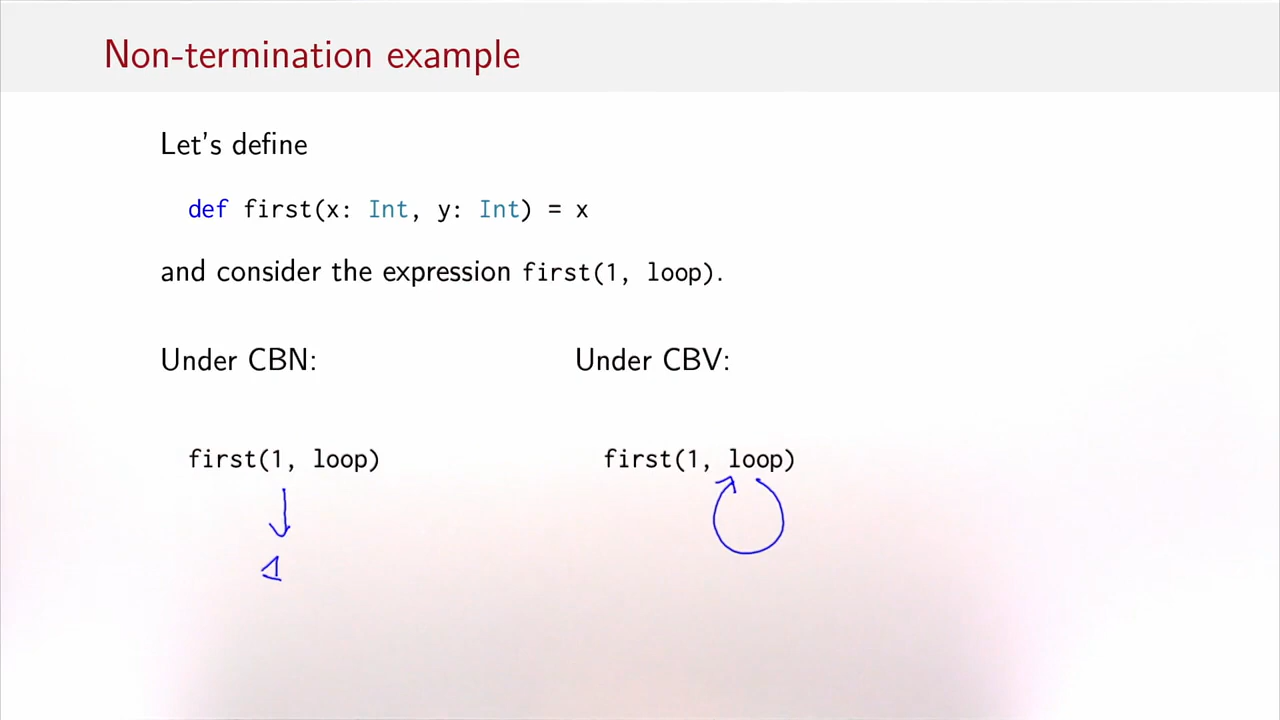 Non-termination example
Let's define
def first(x: Int, y: Int) = x
and consider the expression first(1, loop).
Under CBN:
Under CBV:
first(1, loop)
first(1, loop)
1